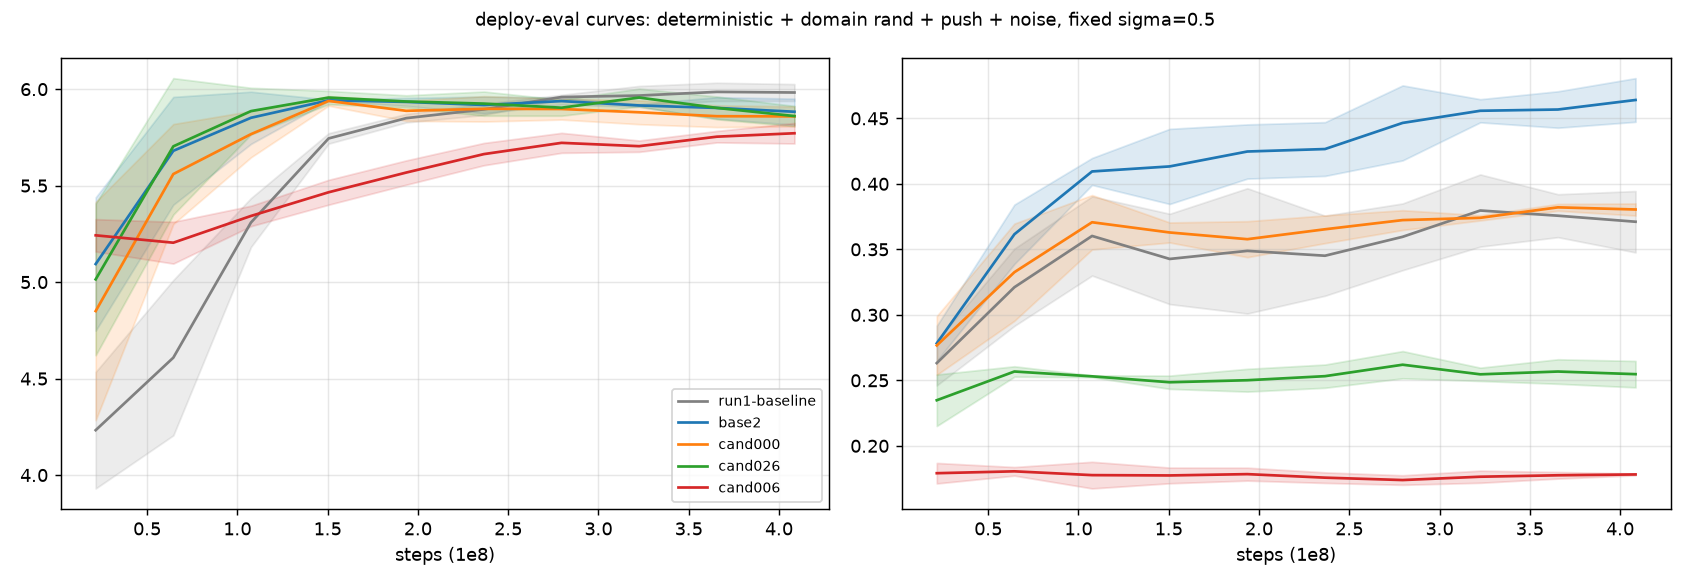 deploy-eval curves: deterministic + domain rand + push + noise, fixed sigma=0.5
6.0
5.5
5.0
4.5
4.0
0.5 1.0 1.5 2.0 2.5 3.0 3.5 4.0
steps (1e8)
run1-baseline
base2
cand000
cand026
cand006
0.45
0.40
0.35
0.30
0.25
0.20
0.5 1.0 1.5 2.0 2.5 3.0 3.5 4.0
steps (1e8)